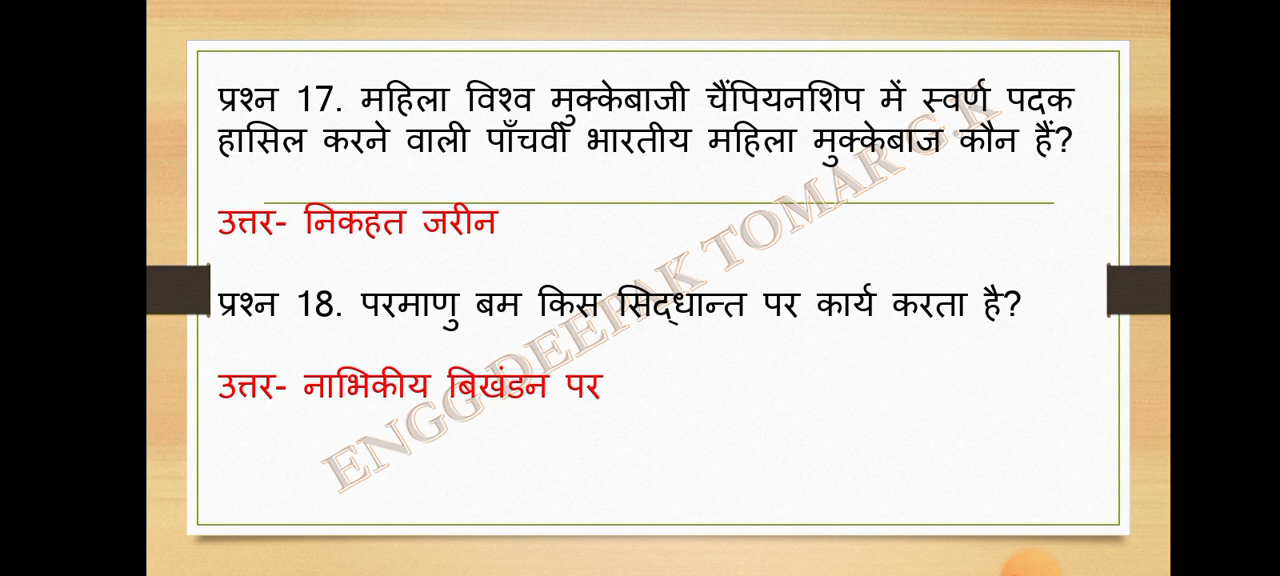 प्रश्न 17. महिला विश्व मुक्केबाजी चैंपियनशिप में स्वर्ण पदक
हासिल करने वाली पाँचवीं भारतीय महिला मुक्केबाज कौन हैं?
उत्तर- निकहत जरीन
प्रश्न 18. परमाणु बम किस सिद्धान्त पर कार्य करता है?
उत्तर- नाभिकीय बिखंडन पर
ENGG DEEPAK TOMAR G.K